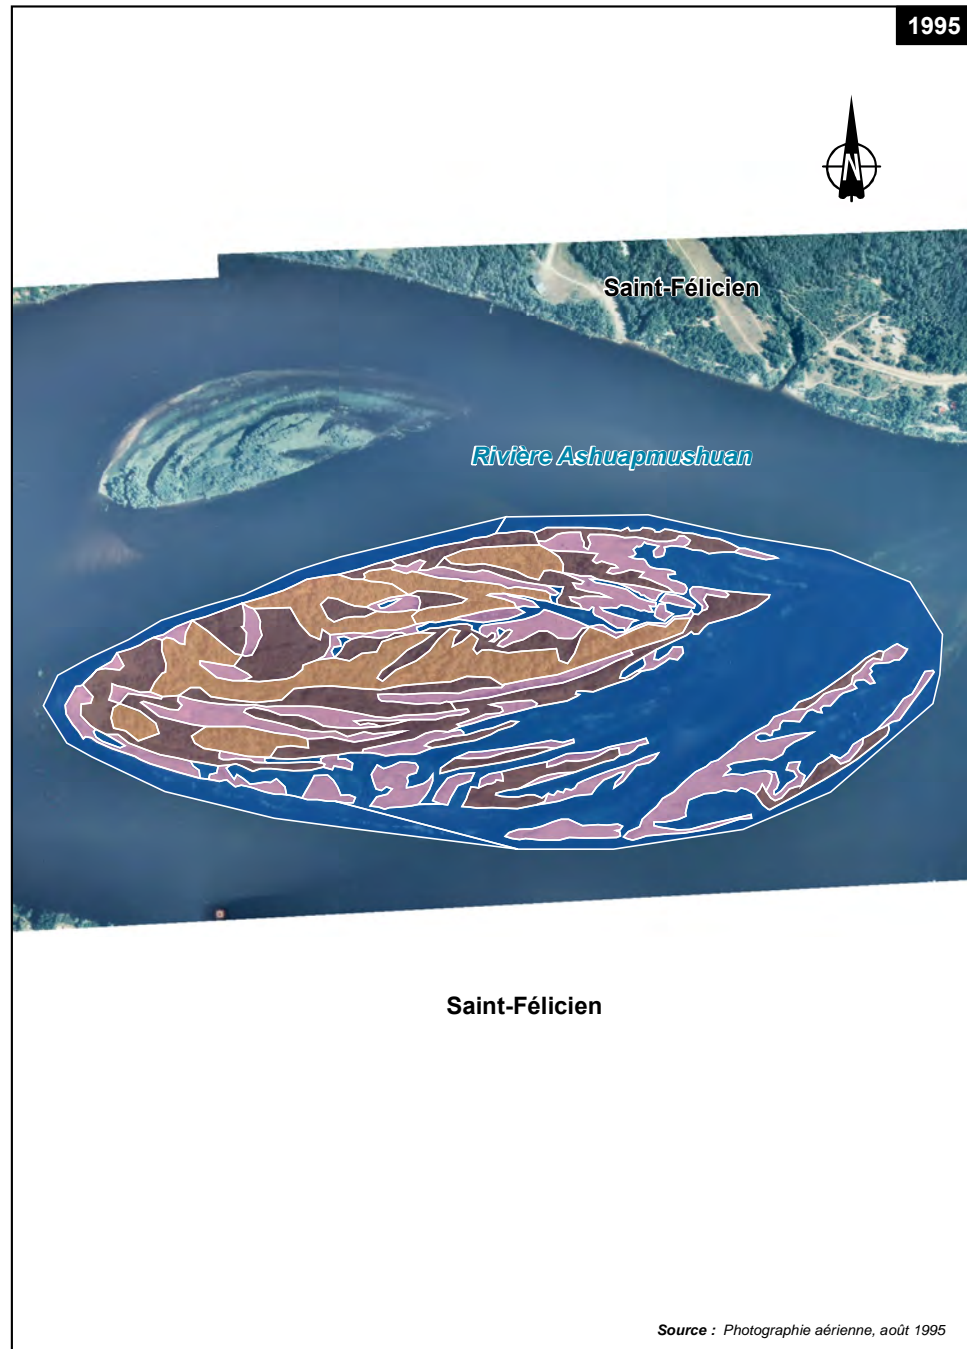 1995
N
Saint-Félicien
Rivière Ashuapmushuan
Saint-Félicien
Source : Photographie aérienne, août 1995